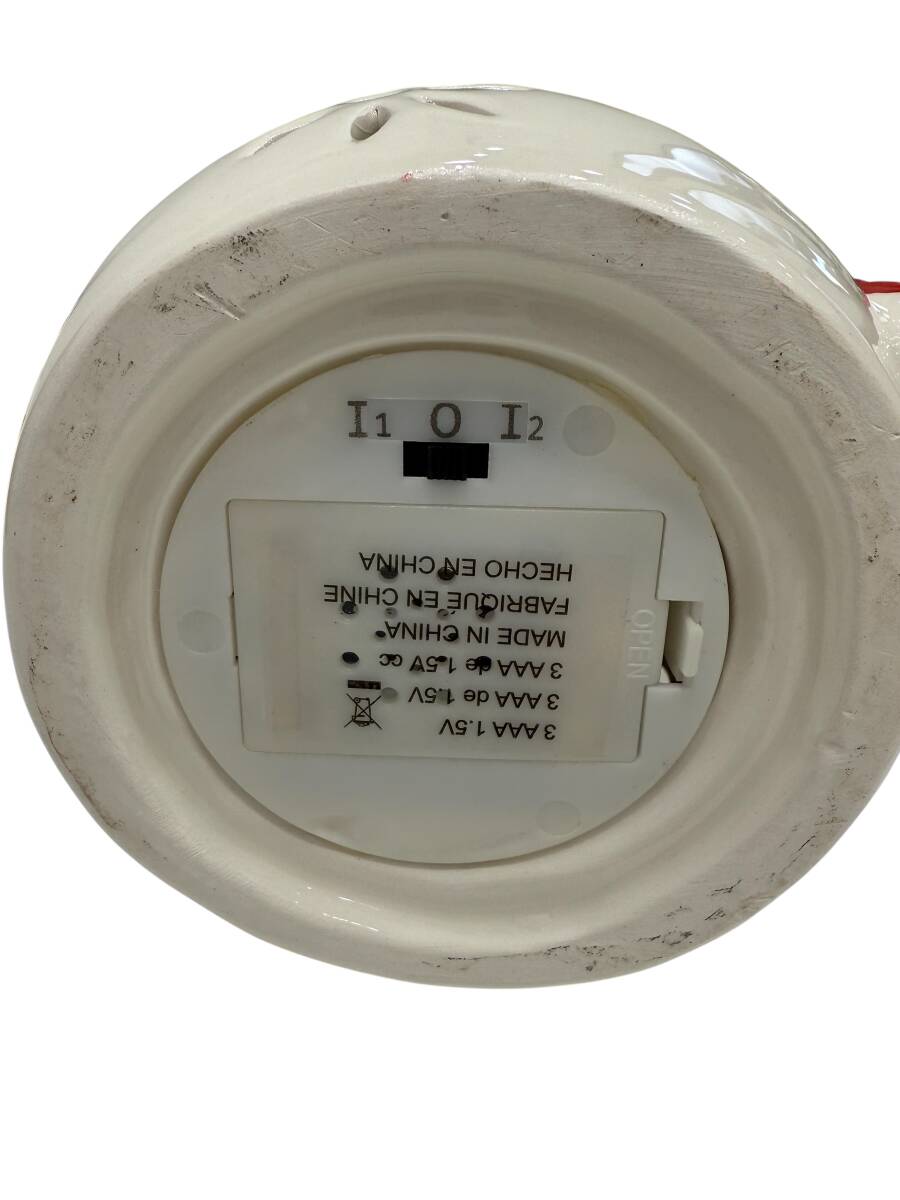 I1 O I2
3 AAA 1.5V
3 AAA de 1.5V
3 AAA de 1.5V cc
MADE IN CHINA
FABRIQUE EN CHINE
HECHO EN CHINA
OPEN